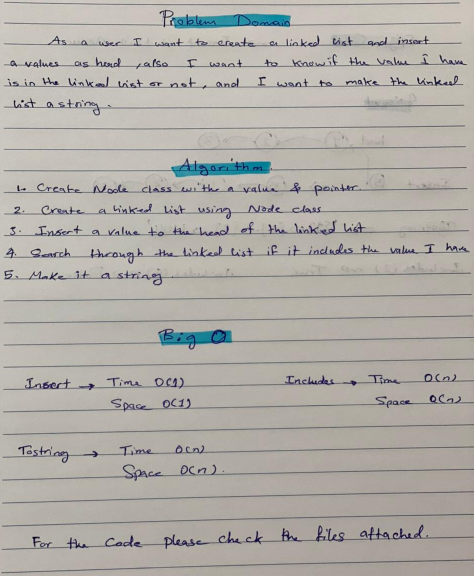 Problem Domain
As a user I want to create a linked list and insert
a values as head, also I want to know if the value I have
is in the linked list or not, and I want to make the linked
list a string.
Algorithm.
1- Create Node class with a value & pointer.
2. Create a linked List using Node class
3. Insert a value to the head of the linked list
4. Search through the linked list if it includes the value I have
5. Make it a string.
Big O
Insert → Time O(1) Includes → Time O(n)
Space O(1) Space O(n)
Tostring → Time O(n)
Space O(n).
For the Code please check the files attached.